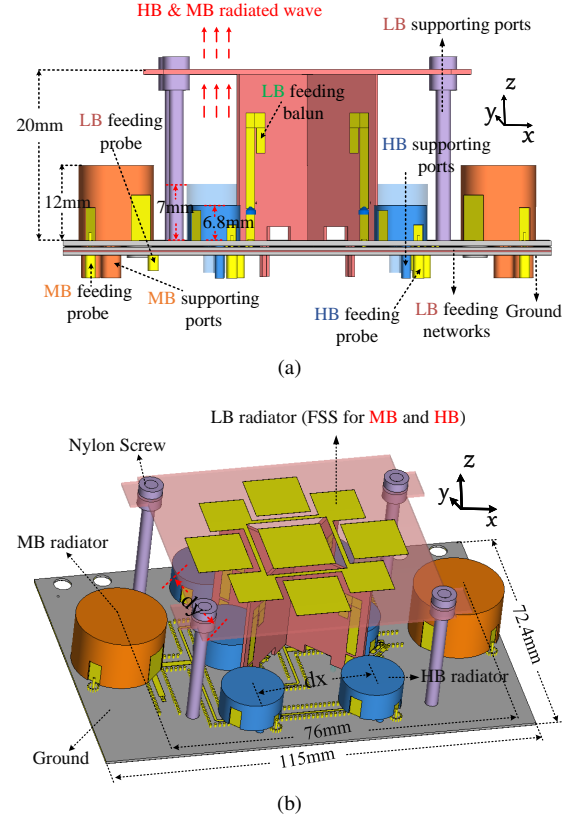 HB & MB radiated wave
LB supporting ports
LB feeding
probe
LB feeding
balun
z
y
x
20mm
HB supporting
ports
12mm
7mm
6.8mm
MB feeding
probe
MB supporting
ports
HB feeding
probe
LB feeding
networks
Ground
(a)
LB radiator (FSS for MB and HB)
Nylon Screw
z
y
x
MB radiator
dy
72.4mm
dx
HB radiator
76mm
Ground
115mm
(b)